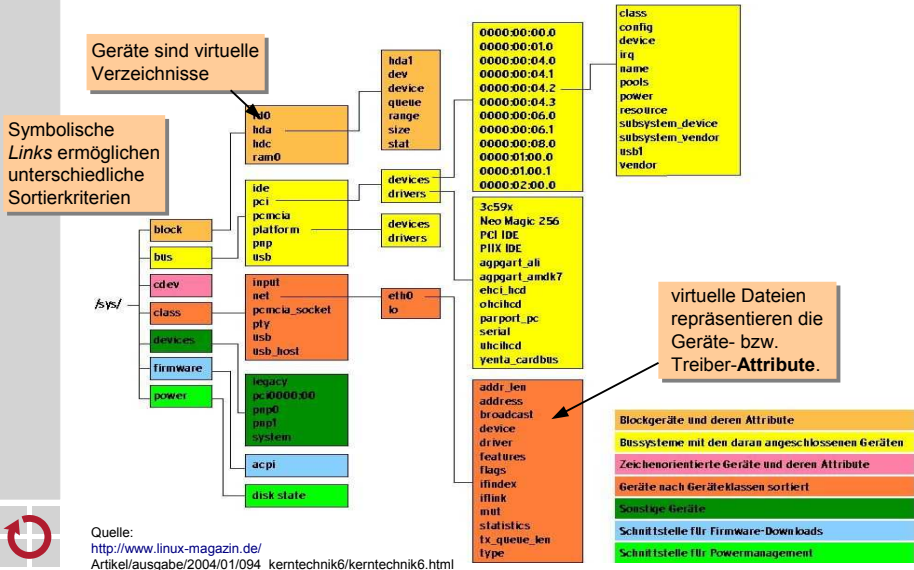 Geräte sind virtuelle
Verzeichnisse
Symbolische
Links ermöglichen
unterschiedliche
Sortierkriterien
/sys/
block
bus
cdev
class
devices
firmware
power
fd0
hda
hdc
ram0
hda1
dev
device
queue
range
size
stat
ide
pci
pcmcia
platform
pnp
usb
devices
drivers
devices
drivers
0000:00:00.0
0000:00:01.0
0000:00:04.0
0000:00:04.1
0000:00:04.2
0000:00:04.3
0000:00:06.0
0000:00:06.1
0000:00:08.0
0000:01:00.0
0000:01:00.1
0000:02:00.0
class
config
device
irq
name
pools
power
resource
subsystem_device
subsystem_vendor
usb1
vendor
3c59x
Neo Magic 256
PCI IDE
PIIX IDE
agpgart_ali
agpgart_amdk7
ehci_hcd
ohcihcd
parport_pc
serial
uhcihcd
yenta_cardbus
input
net
pcmcia_socket
pty
usb
usb_host
eth0
lo
addr_len
address
broadcast
device
driver
features
flags
ifindex
iflink
mut
statistics
tx_queue_len
type
legacy
pci0000:00
pnp0
pnp1
system
acpi
disk state
virtuelle Dateien
repräsentieren die
Geräte- bzw.
Treiber-Attribute.
Blockgeräte und deren Attribute
Bussysteme mit den daran angeschlossenen Geräten
Zeichenorientierte Geräte und deren Attribute
Geräte nach Geräteklassen sortiert
Sonstige Geräte
Schnittstelle für Firmware-Downloads
Schnittstelle für Powermanagement
Quelle:
http://www.linux-magazin.de/
Artikel/ausgabe/2004/01/094_kerntechnik6/kerntechnik6.html